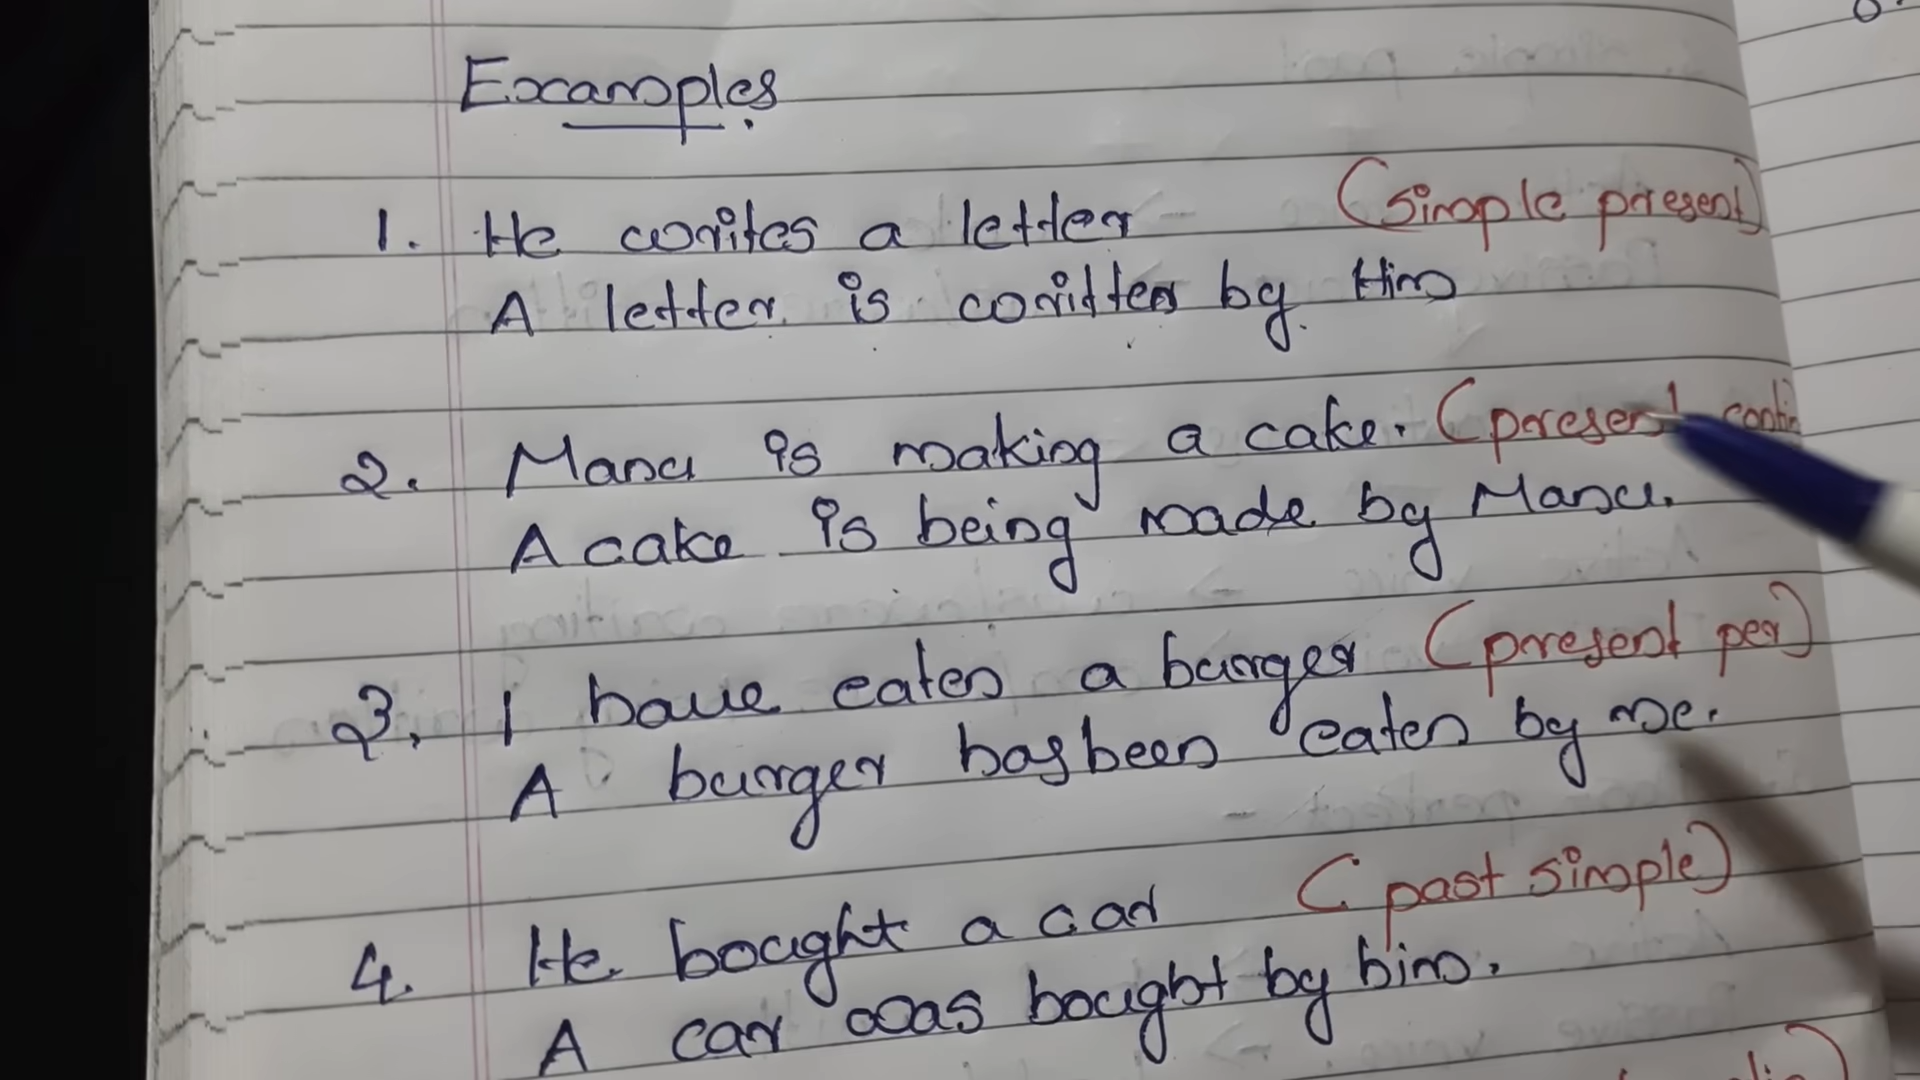 Examples
1. He writes a letter (simple present)
A letter is written by Him
2. Manu is making a cake. (present conti
A cake is being made by Manu.
3. I have eaten a burger (present per)
A burger has been eaten by me.
4. He bought a car (past simple)
A car was bought by him.